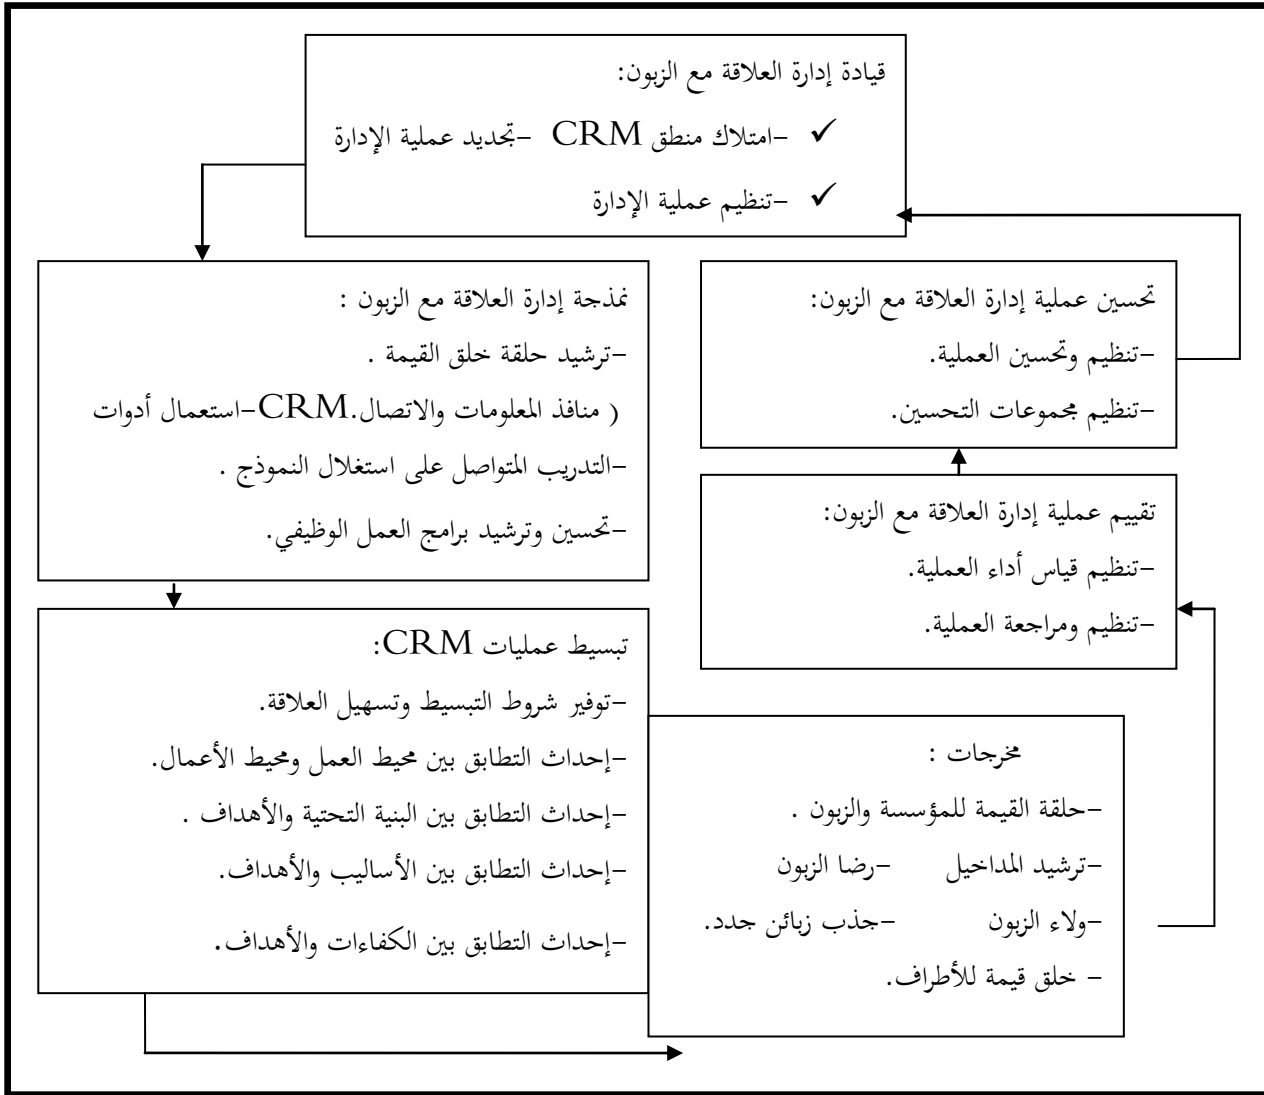 قيادة إدارة العلاقة مع الزبون:
✓ -امتلاك منطق CRM -تحديد عملية الإدارة
✓ -تنظيم عملية الإدارة
نمذجة إدارة العلاقة مع الزبون :
-ترشيد حلقة خلق القيمة .
( منافذ المعلومات والاتصال.CRM-استعمال أدوات
-التدريب المتواصل على استغلال النموذج .
-تحسين وترشيد برامج العمل الوظيفي.
تبسيط عمليات CRM:
-توفير شروط التبسيط وتسهيل العلاقة.
-إحداث التطابق بين محيط العمل ومحيط الأعمال.
-إحداث التطابق بين البنية التحتية والأهداف .
-إحداث التطابق بين الأساليب والأهداف.
-إحداث التطابق بين الكفاءات والأهداف.
مخرجات :
-حلقة القيمة للمؤسسة والزبون .
-ترشيد المداخيل -رضا الزبون
-ولاء الزبون -جذب زبائن جدد.
- خلق قيمة للأطراف.
تقييم عملية إدارة العلاقة مع الزبون:
-تنظيم قياس أداء العملية.
-تنظيم ومراجعة العملية.
تحسين عملية إدارة العلاقة مع الزبون:
-تنظيم وتحسين العملية.
-تنظيم مجموعات التحسين.